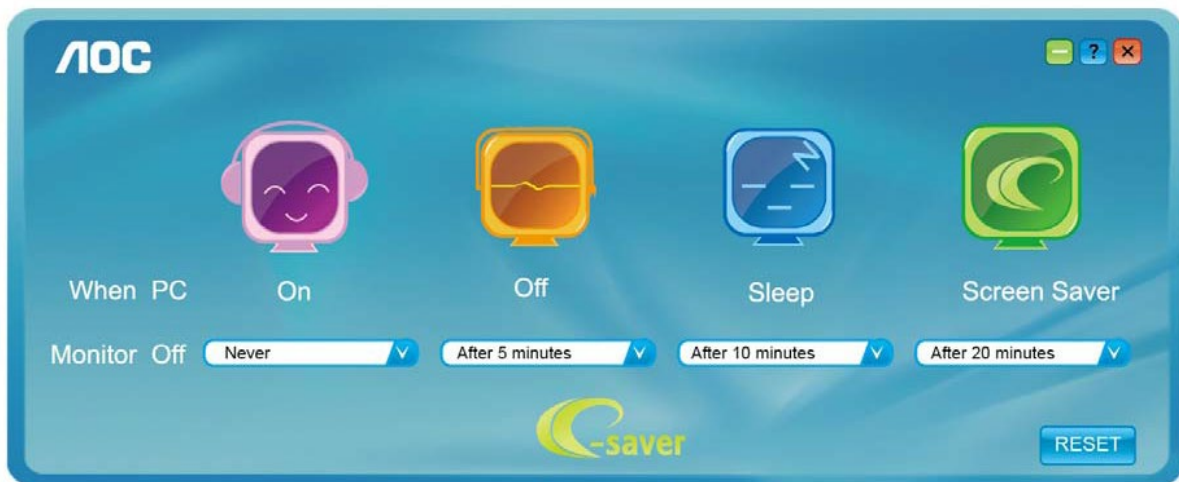 AOC
?
When PC On Off Sleep Screen Saver
Monitor Off Never After 5 minutes After 10 minutes After 20 minutes
e-saver
RESET